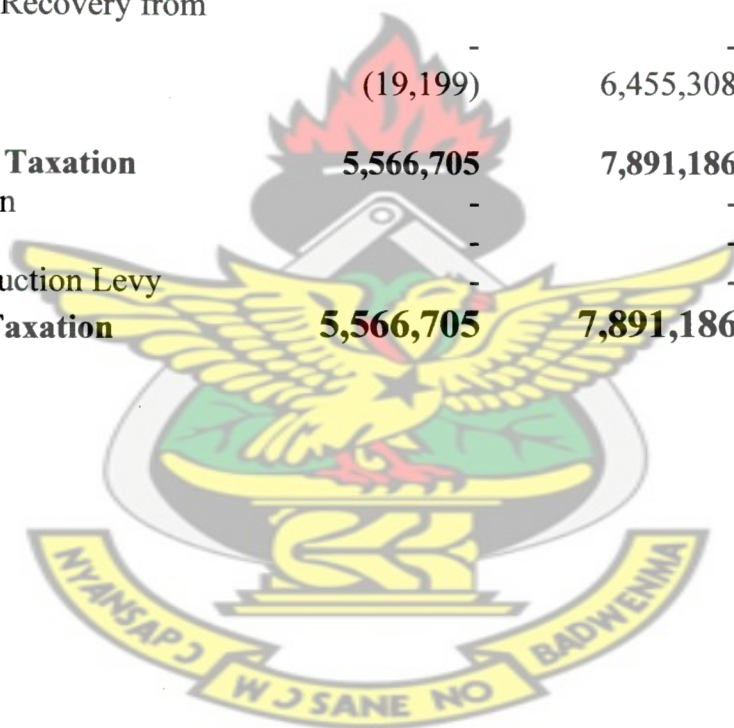 Recovery from
- -
(19,199) 6,455,308
Taxation 5,566,705 7,891,186
n - -
- -
uction Levy - -
Taxation 5,566,705 7,891,186
NYANSAPƆ
WƆSANE NO
BADWENMA